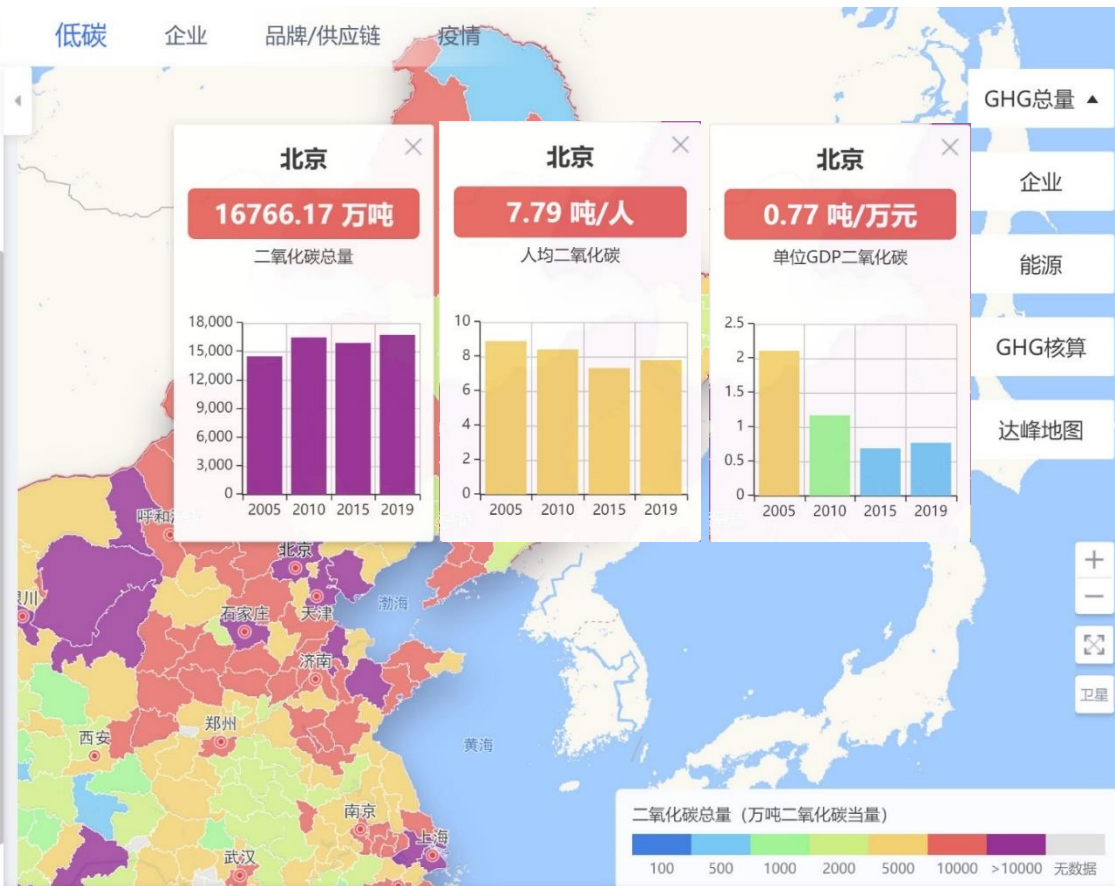 低碳
企业
品牌/供应链
疫情
GHG总量
企业
能源
GHG核算
达峰地图
北京
16766.17 万吨
二氧化碳总量
18,000
15,000
12,000
9,000
6,000
3,000
0
2005 2010 2015 2019
北京
7.79 吨/人
人均二氧化碳
10
8
6
4
2
0
2005 2010 2015 2019
北京
0.77 吨/万元
单位GDP二氧化碳
2.5
2
1.5
1
0.5
0
2005 2010 2015 2019
呼和
北京
川
石家庄
天津
渤海
济南
郑州
西安
黄海
南京
上海
武汉
卫星
二氧化碳总量（万吨二氧化碳当量）
100 500 1000 2000 5000 10000 >10000 无数据